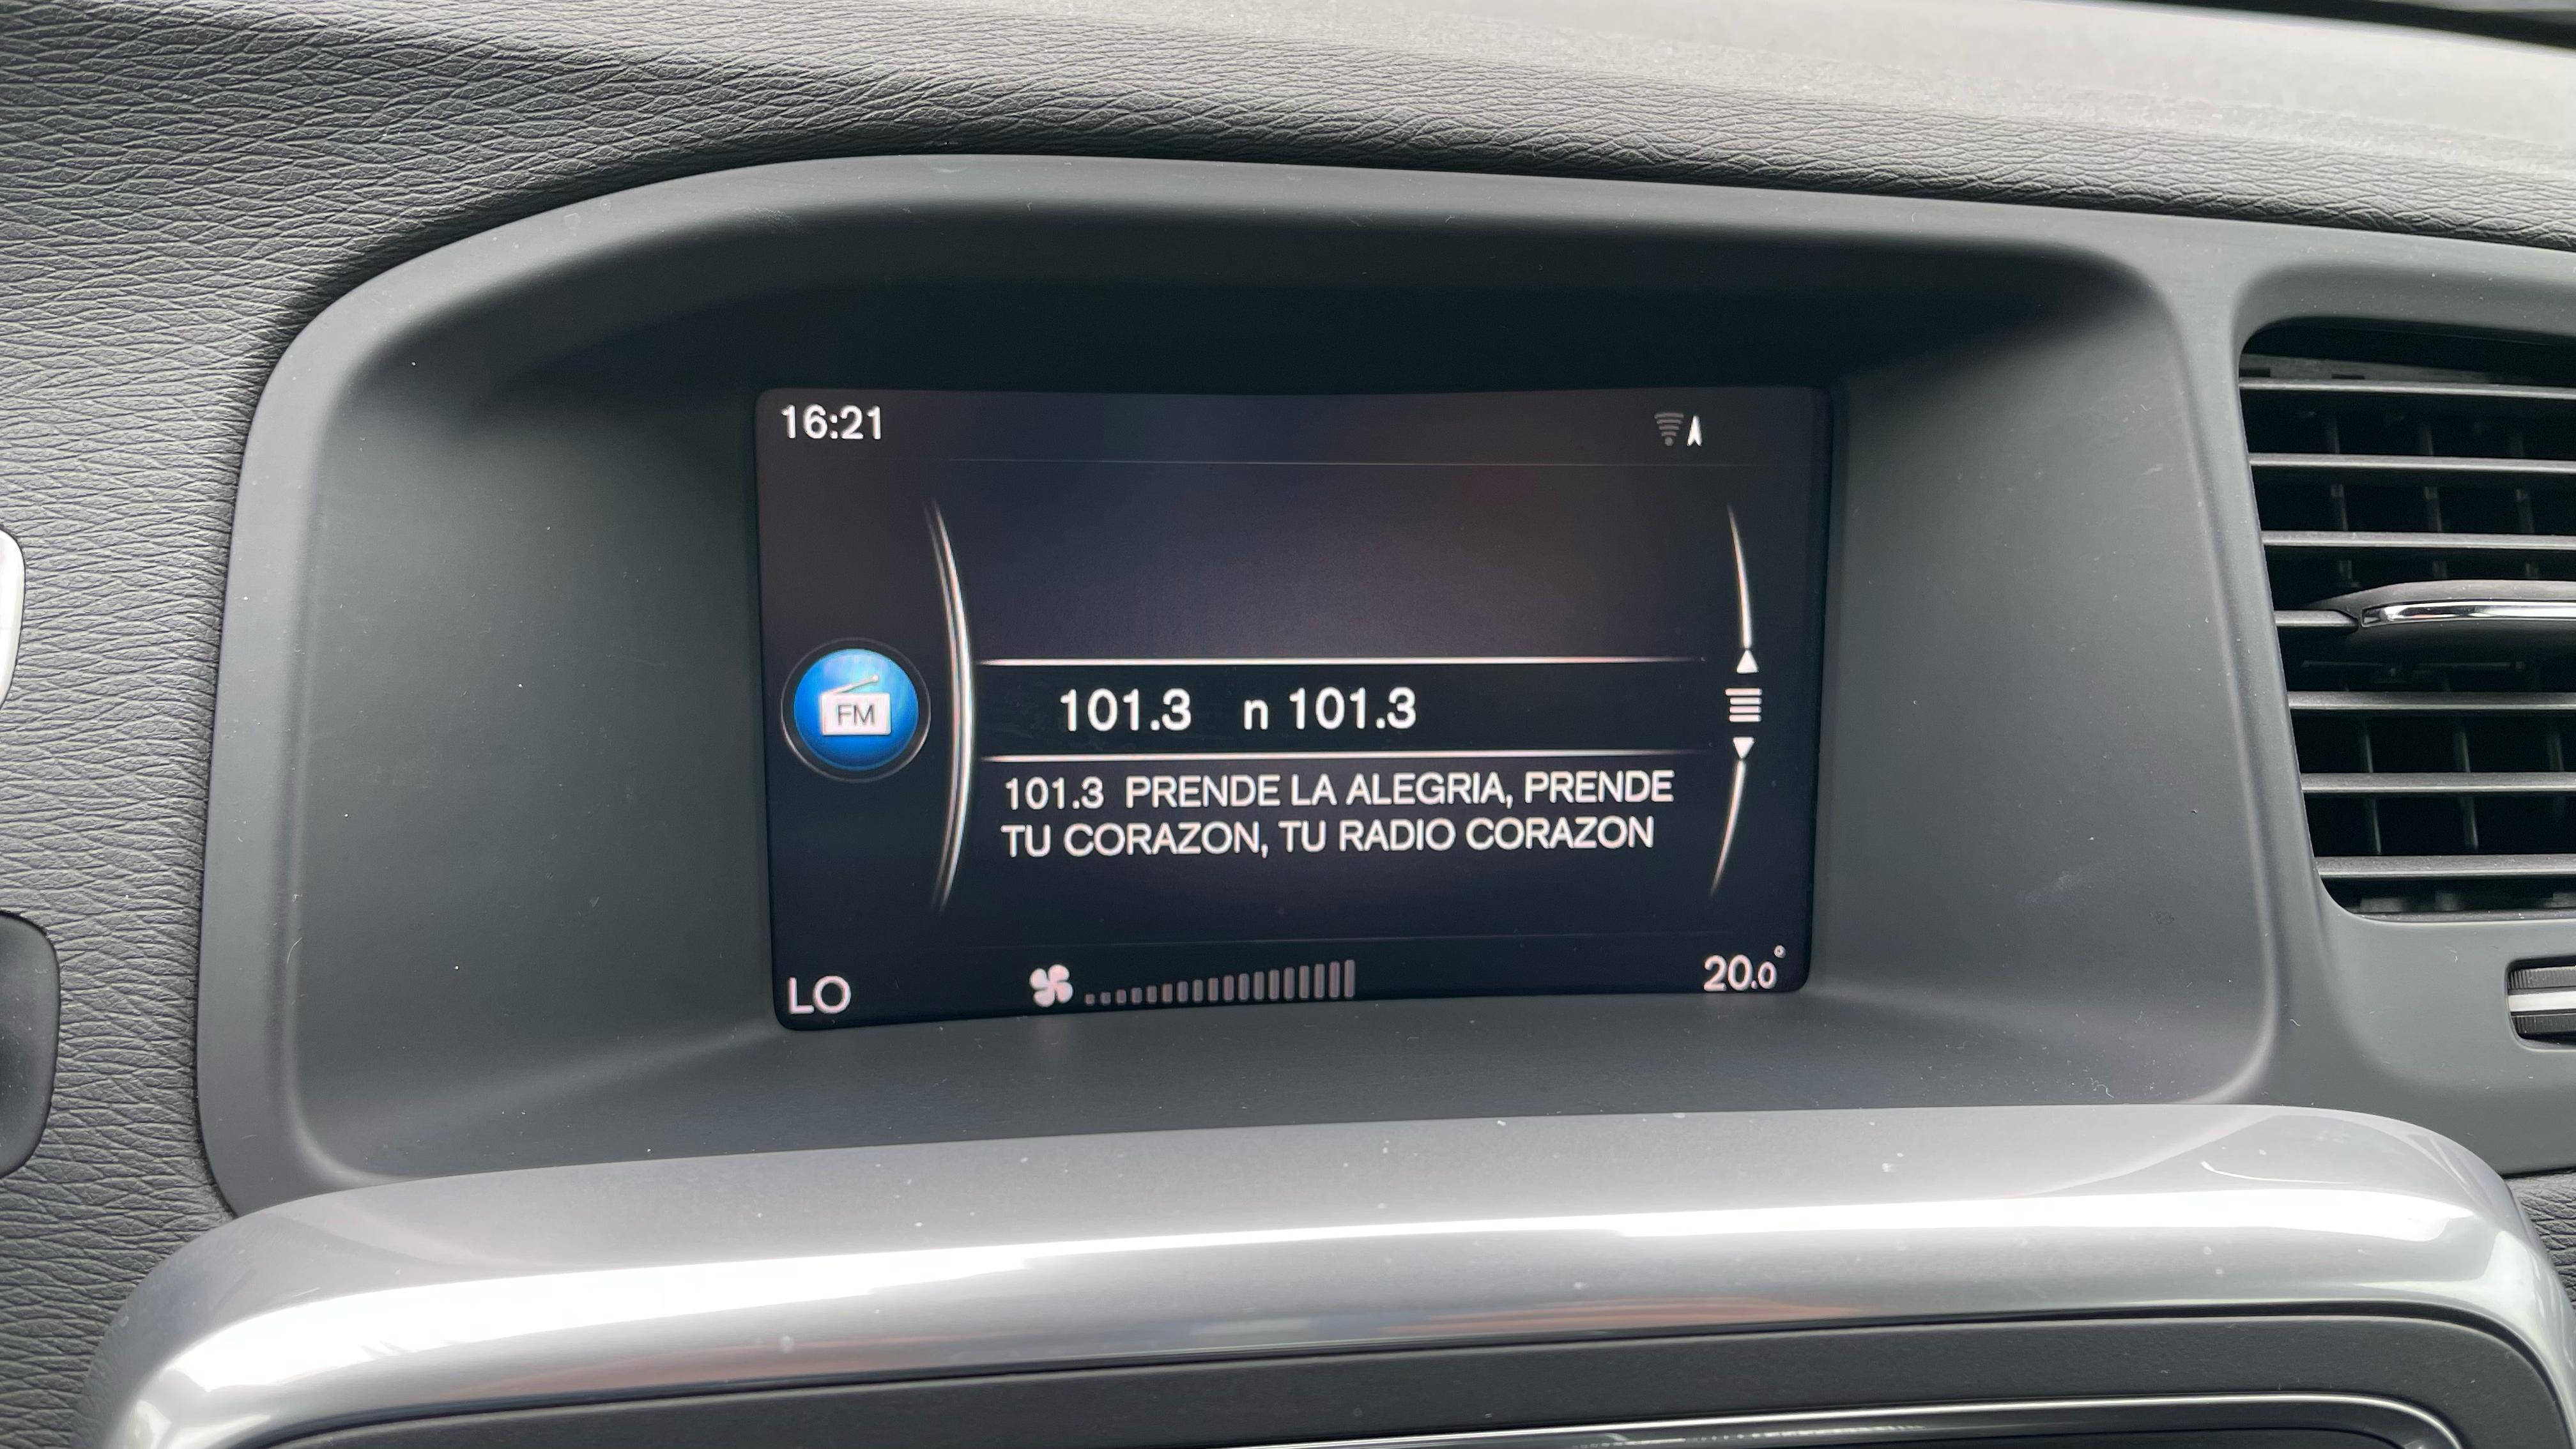 16:21
FM
101.3 n 101.3
101.3 PRENDE LA ALEGRIA, PRENDE
TU CORAZON, TU RADIO CORAZON
LO
20.0°